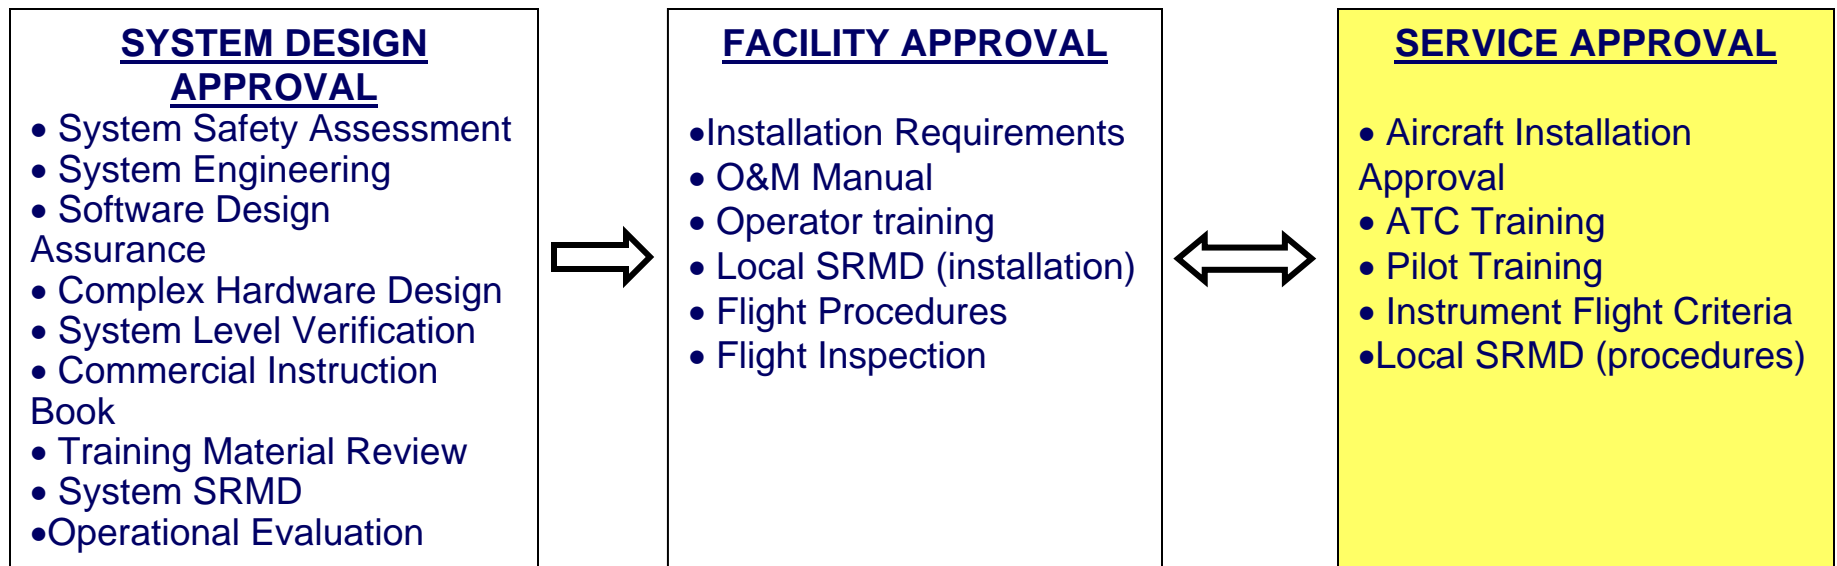 SYSTEM DESIGN
APPROVAL
• System Safety Assessment
• System Engineering
• Software Design
Assurance
• Complex Hardware Design
• System Level Verification
• Commercial Instruction
Book
• Training Material Review
• System SRMD
•Operational Evaluation
FACILITY APPROVAL
•Installation Requirements
• O&M Manual
• Operator training
• Local SRMD (installation)
• Flight Procedures
• Flight Inspection
SERVICE APPROVAL
• Aircraft Installation
Approval
• ATC Training
• Pilot Training
• Instrument Flight Criteria
•Local SRMD (procedures)